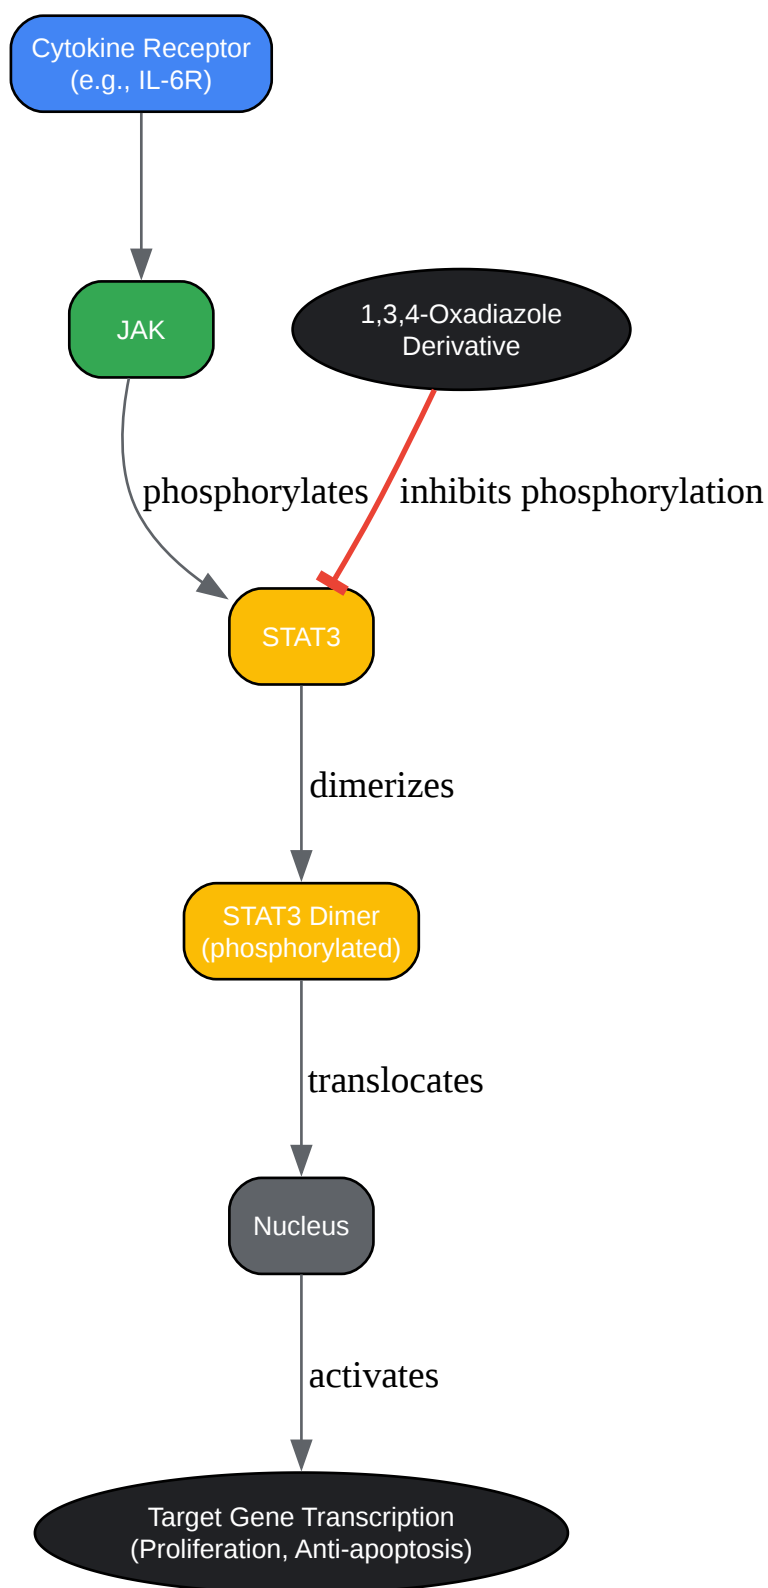 Cytokine Receptor
(e.g., IL-6R)
JAK
1,3,4-Oxadiazole
Derivative
phosphorylates
inhibits phosphorylation
STAT3
dimerizes
STAT3 Dimer
(phosphorylated)
translocates
Nucleus
activates
Target Gene Transcription
(Proliferation, Anti-apoptosis)